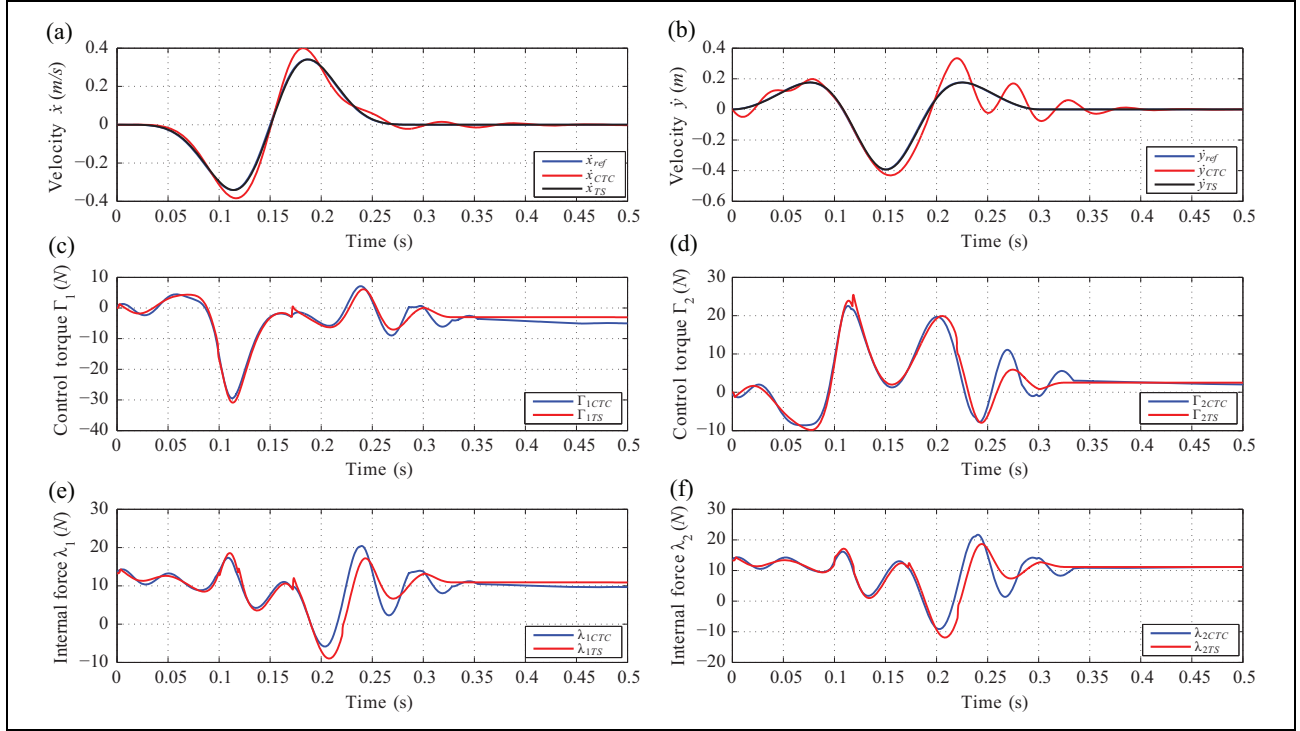 (a)
Velocity ẋ (m/s)
0.4
0.2
0
−0.2
−0.4
ẋref
ẋCTC
ẋTS
0 0.05 0.1 0.15 0.2 0.25 0.3 0.35 0.4 0.45 0.5
Time (s)
(b)
Velocity ẏ (m)
0.4
0.2
0
−0.2
−0.4
−0.6
ẏref
ẏCTC
ẏTS
0 0.05 0.1 0.15 0.2 0.25 0.3 0.35 0.4 0.45 0.5
Time (s)
(c)
Control torque Γ1 (N)
10
0
−10
−20
−30
−40
Γ1CTC
Γ1TS
0 0.05 0.1 0.15 0.2 0.25 0.3 0.35 0.4 0.45 0.5
Time (s)
(d)
Control torque Γ2 (N)
30
20
10
0
−10
Γ2CTC
Γ2TS
0 0.05 0.1 0.15 0.2 0.25 0.3 0.35 0.4 0.45 0.5
Time (s)
(e)
Internal force λ1 (N)
30
20
10
0
−10
λ1CTC
λ1TS
0 0.05 0.1 0.15 0.2 0.25 0.3 0.35 0.4 0.45 0.5
Time (s)
(f)
Internal force λ2 (N)
30
20
10
0
−10
−20
λ2CTC
λ2TS
0 0.05 0.1 0.15 0.2 0.25 0.3 0.35 0.4 0.45 0.5
Time (s)